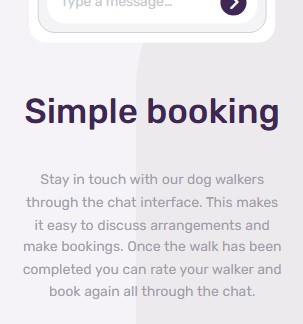 Type a message...
Simple booking
Stay in touch with our dog walkers
through the chat interface. This makes
it easy to discuss arrangements and
make bookings. Once the walk has been
completed you can rate your walker and
book again all through the chat.